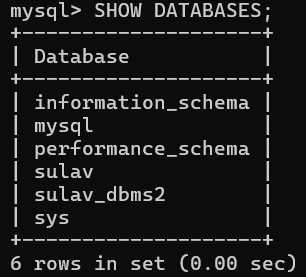 mysql> SHOW DATABASES;
+--------------------+
| Database           |
+--------------------+
| information_schema |
| mysql              |
| performance_schema |
| sulav              |
| sulav_dbms2        |
| sys                |
+--------------------+
6 rows in set (0.00 sec)